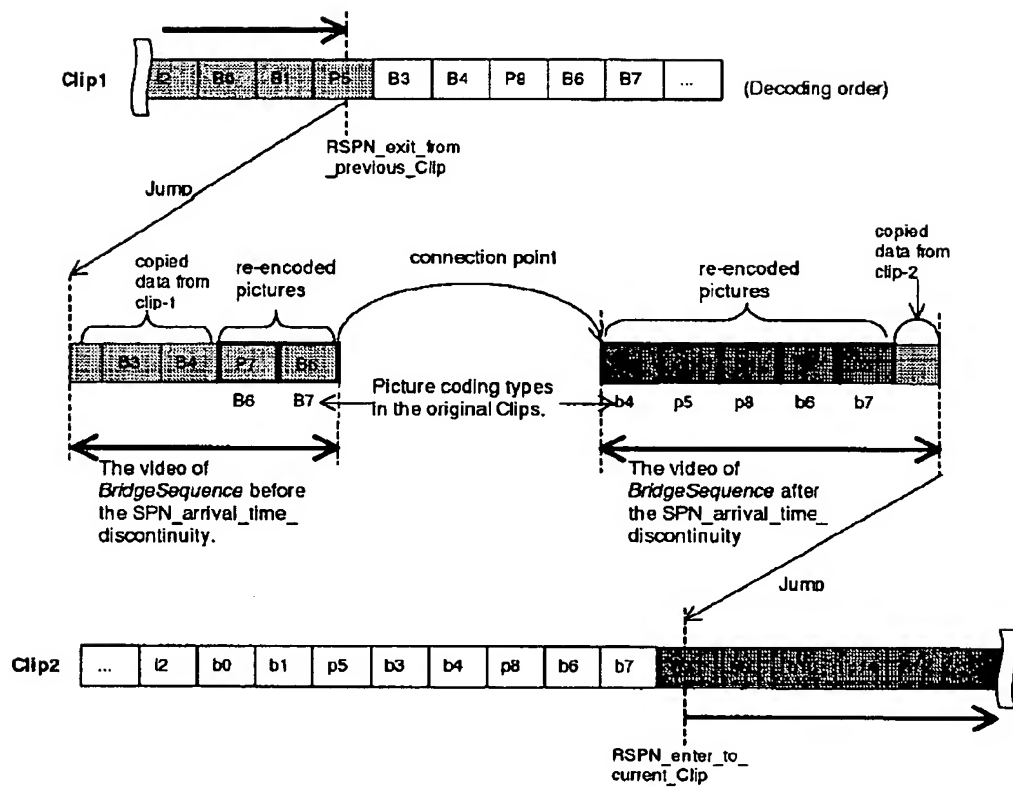 Clip1
I2 B0 B1 P5 B3 B4 P8 B6 B7 ...
(Decoding order)
RSPN_exit_from
_previous_Clip
Jump
copied
data from
clip-1
re-encoded
pictures
connection point
re-encoded
pictures
copied
data from
clip-2
B3 B4 P7 B6
B6 B7
Picture coding types
in the original Clips.
b4 p5 p8 b6 b7
The video of
BridgeSequence before
the SPN_arrival_time_
discontinuity.
The video of
BridgeSequence after
the SPN_arrival_time_
discontinuity
Jump
Clip2
... I2 b0 b1 p5 b3 b4 p8 b6 b7
RSPN_enter_to_
current_Clip